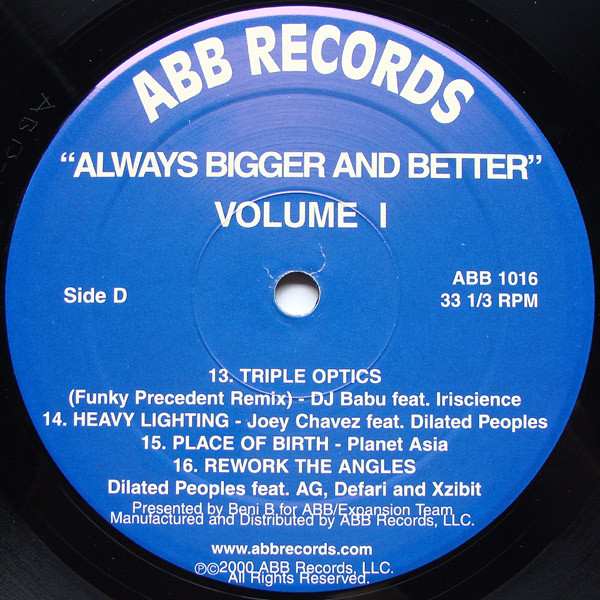 ABB RECORDS
“ALWAYS BIGGER AND BETTER”
VOLUME I
Side D
ABB 1016
33 1/3 RPM
13. TRIPLE OPTICS
(Funky Precedent Remix) - DJ Babu feat. Iriscience
14. HEAVY LIGHTING - Joey Chavez feat. Dilated Peoples
15. PLACE OF BIRTH - Planet Asia
16. REWORK THE ANGLES
Dilated Peoples feat. AG, Defari and Xzibit
Presented by Beni B for ABB/Expansion Team
Manufactured and Distributed by ABB Records, LLC.
www.abbrecords.com
℗©2000 ABB Records, LLC.
All Rights Reserved.